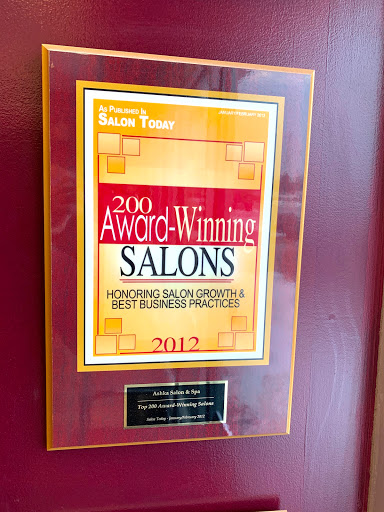 AS PUBLISHED IN
SALON TODAY
JANUARY/FEBRUARY 2012
200
Award-Winning
SALONS
HONORING SALON GROWTH &
BEST BUSINESS PRACTICES
2012
Ashka Salon & Spa
Top 200 Award-Winning Salons
Salon Today - January/February 2012